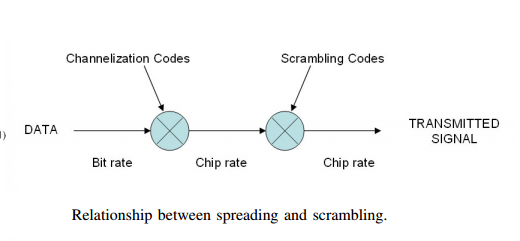 Channelization Codes
Scrambling Codes
DATA
TRANSMITTED
SIGNAL
Bit rate
Chip rate
Chip rate
Relationship between spreading and scrambling.